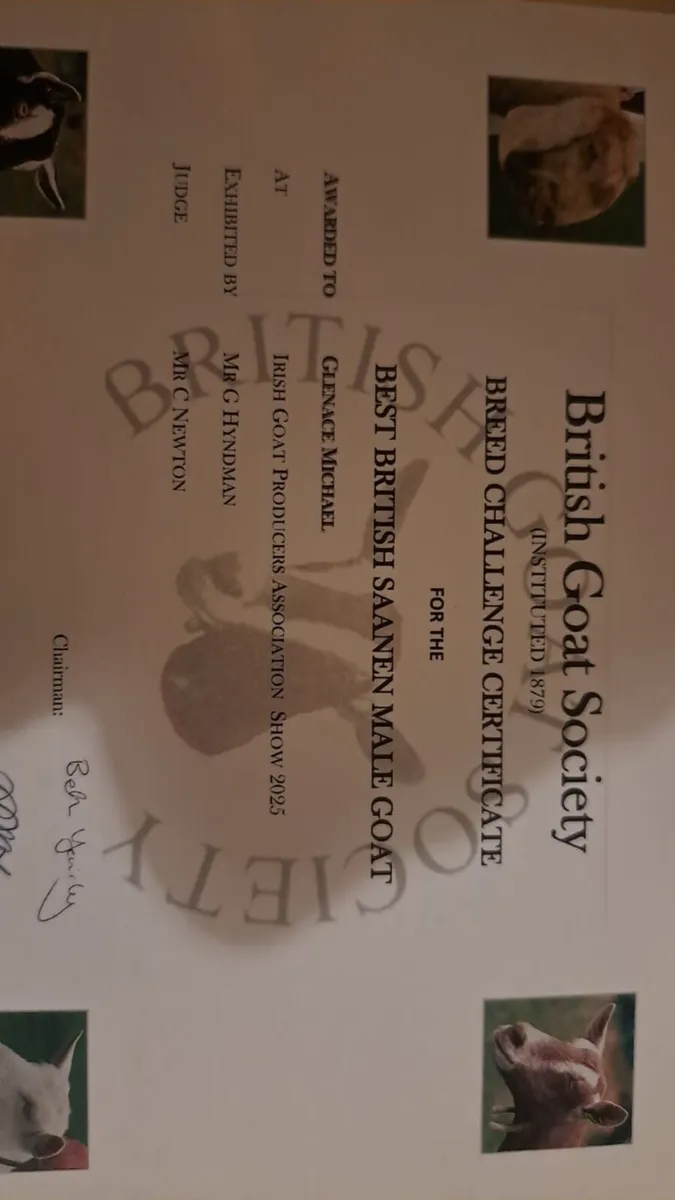 British Goat Society
(INSTITUTED 1879)
BREED CHALLENGE CERTIFICATE
FOR THE
BEST BRITISH SAANEN MALE GOAT
AWARDED TO GLENACE MICHAEL
AT IRISH GOAT PRODUCERS ASSOCIATION SHOW 2025
EXHIBITED BY MR G HYNDMAN
JUDGE MR C NEWTON
Chairman:
BRITISH GOAT SOCIETY